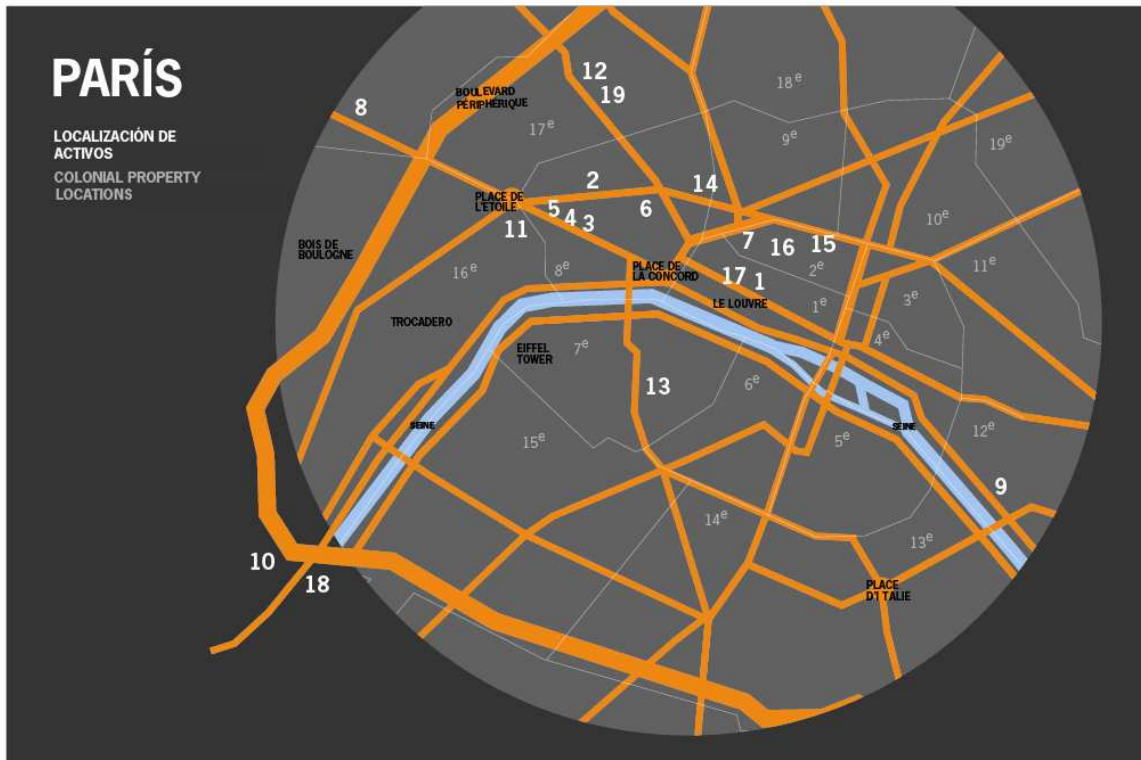 PARÍS
LOCALIZACIÓN DE
ACTIVOS
COLONIAL PROPERTY
LOCATIONS
8
BOULEVARD
PÉRIPHÉRIQUE
12
19
18e
17e
9e
19e
2
14
PLACE DE
L'ETOILE
5
4
3
6
11
10e
7
16
15
BOIS DE
BOULOGNE
16e
8e
PLACE DE
LA CONCORD
17
1
2e
11e
LE LOUVRE
1e
3e
TROCADERO
4e
EIFFEL
TOWER
7e
13
6e
SEINE
15e
5e
SEINE
12e
9
14e
13e
10
18
PLACE
D'I TALIE